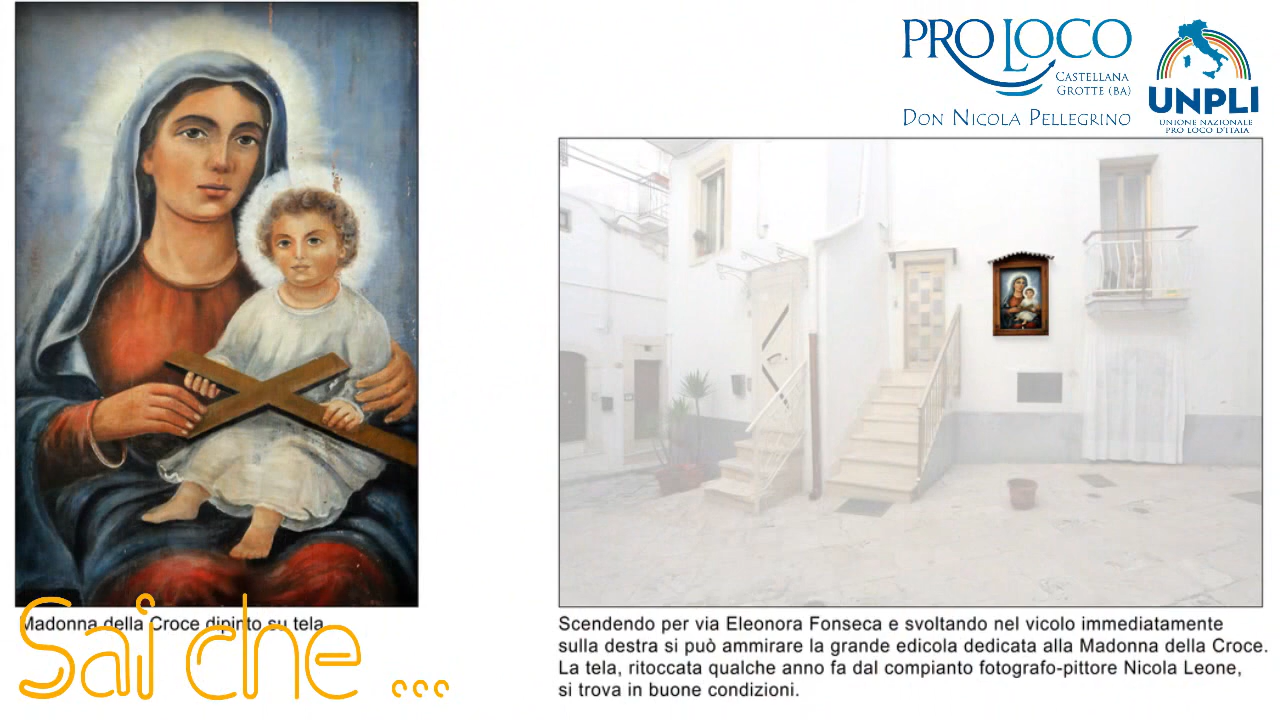 PRO LOCO
CASTELLANA
GROTTE (BA)
DON NICOLA PELLEGRINO
UNPLI
UNIONE NAZIONALE
PRO LOCO D'ITALIA
Madonna della Croce dipinto su tela
Sai che ...
Scendendo per via Eleonora Fonseca e svoltando nel vicolo immediatamente
sulla destra si può ammirare la grande edicola dedicata alla Madonna della Croce.
La tela, ritoccata qualche anno fa dal compianto fotografo-pittore Nicola Leone,
si trova in buone condizioni.